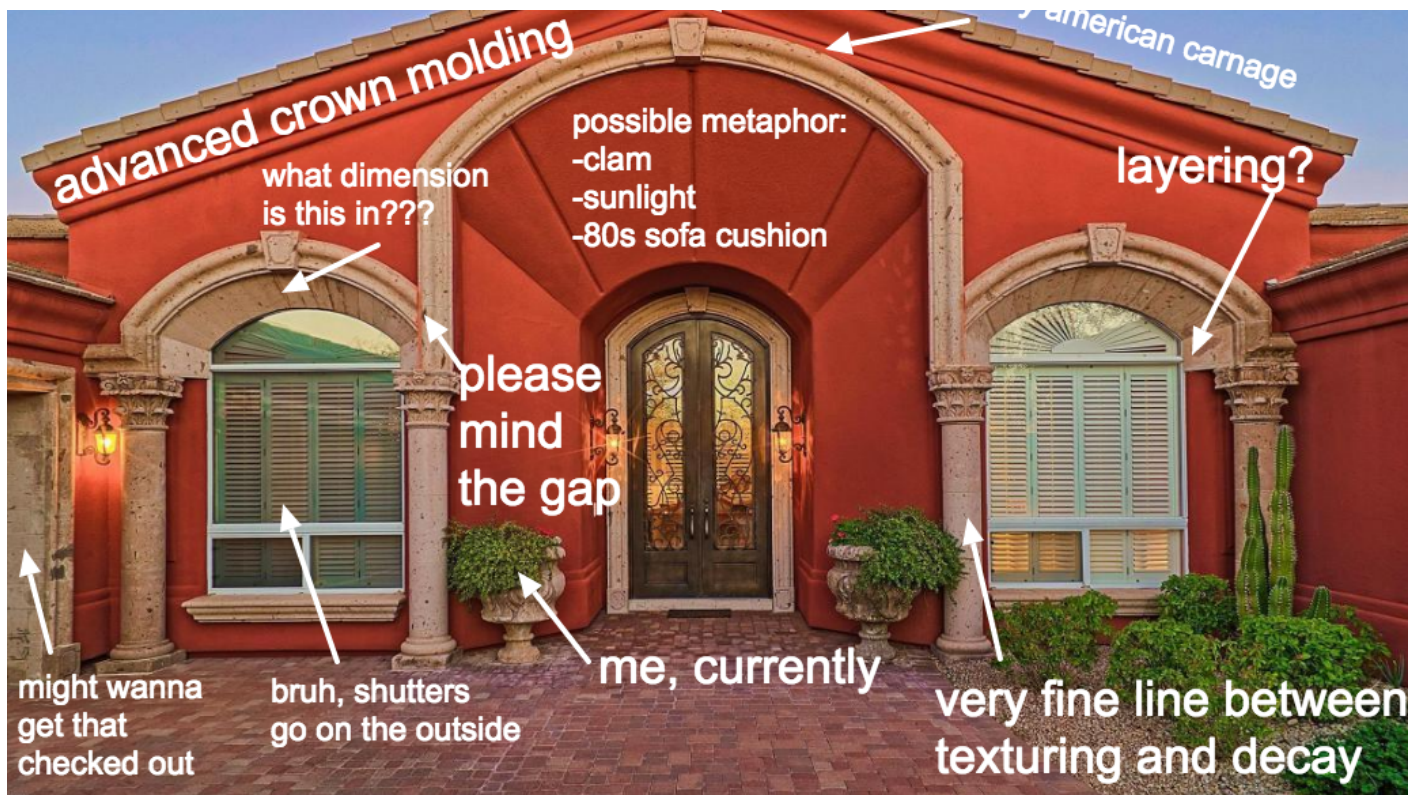 american carnage
advanced crown molding
possible metaphor:
-clam
-sunlight
-80s sofa cushion
what dimension
is this in???
layering?
please
mind
the gap
me, currently
might wanna
get that
checked out
bruh, shutters
go on the outside
very fine line between
texturing and decay